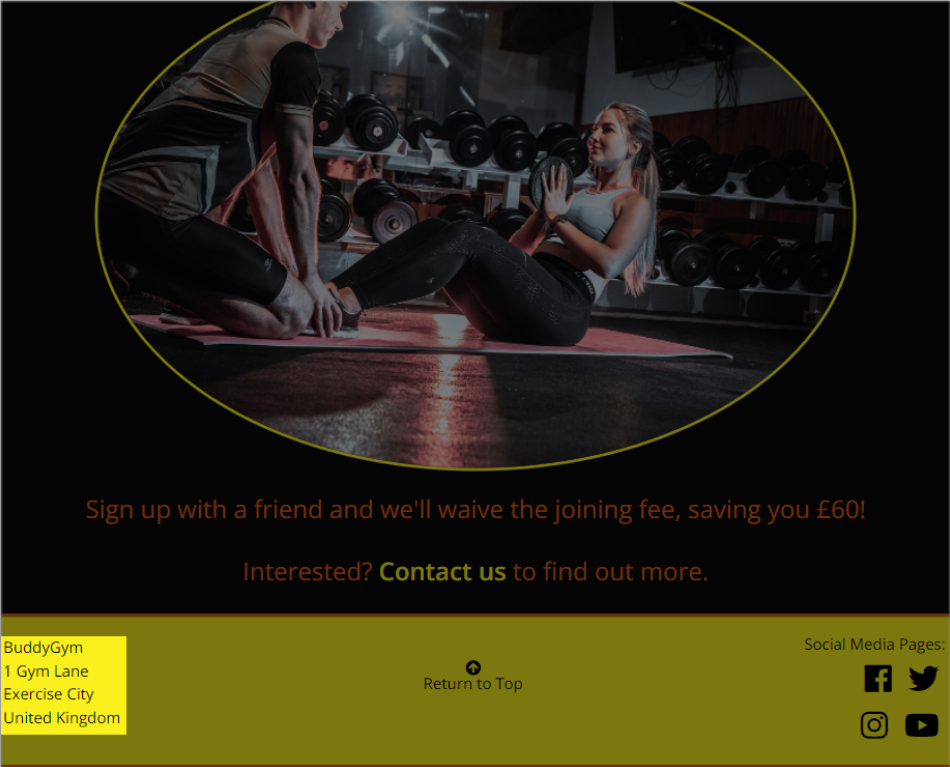 Sign up with a friend and we'll waive the joining fee, saving you £60!
Interested? Contact us to find out more.
BuddyGym
1 Gym Lane
Exercise City
United Kingdom
Return to Top
Social Media Pages: